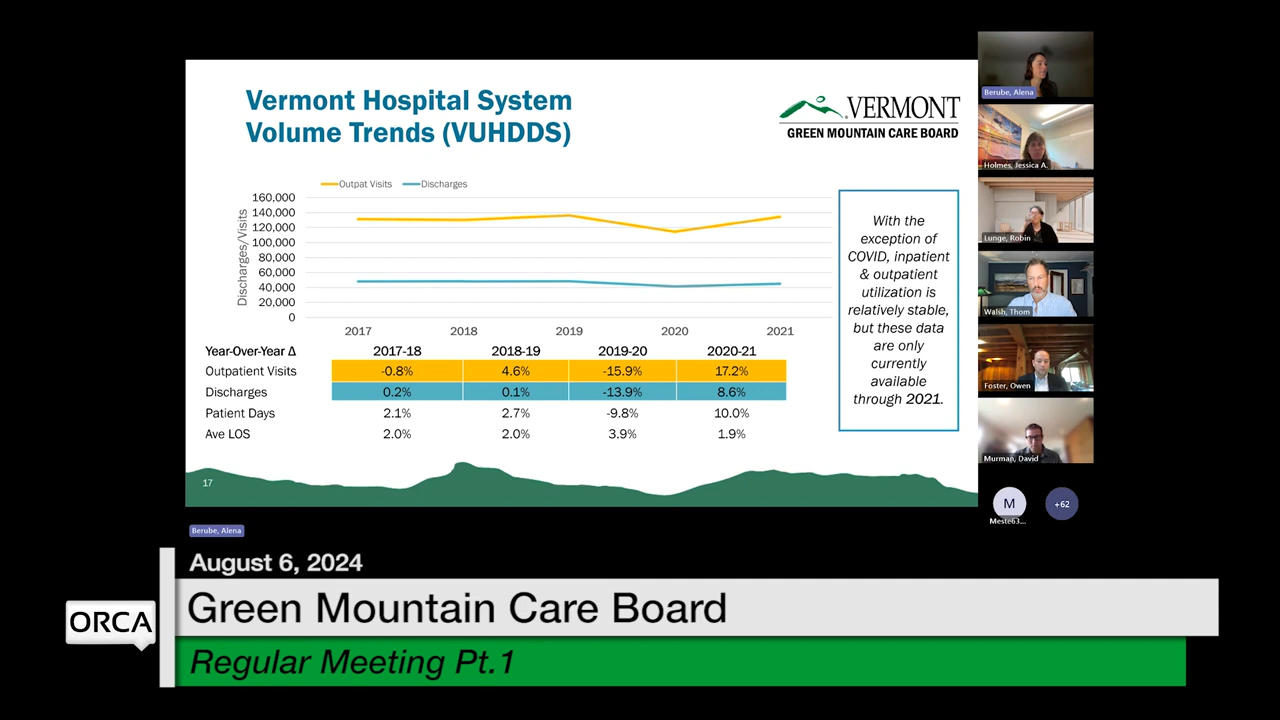 Vermont Hospital System
Volume Trends (VUHDDS)
VERMONT
GREEN MOUNTAIN CARE BOARD
Outpat Visits Discharges
Discharges/Visits
160,000
140,000
120,000
100,000
80,000
60,000
40,000
20,000
0
2017 2018 2019 2020 2021
Year-Over-Year Δ 2017-18 2018-19 2019-20 2020-21
Outpatient Visits -0.8% 4.6% -15.9% 17.2%
Discharges 0.2% 0.1% -13.9% 8.6%
Patient Days 2.1% 2.7% -9.8% 10.0%
Ave LOS 2.0% 2.0% 3.9% 1.9%
With the
exception of
COVID, inpatient
& outpatient
utilization is
relatively stable,
but these data
are only
currently
available
through 2021.
17
Berube, Alena
Holmes, Jessica A.
Lunge, Robin
Walsh, Thom
Foster, Owen
Murman, David
M
Meste63...
+62
Berube, Alena
August 6, 2024
ORCA
Green Mountain Care Board
Regular Meeting Pt.1